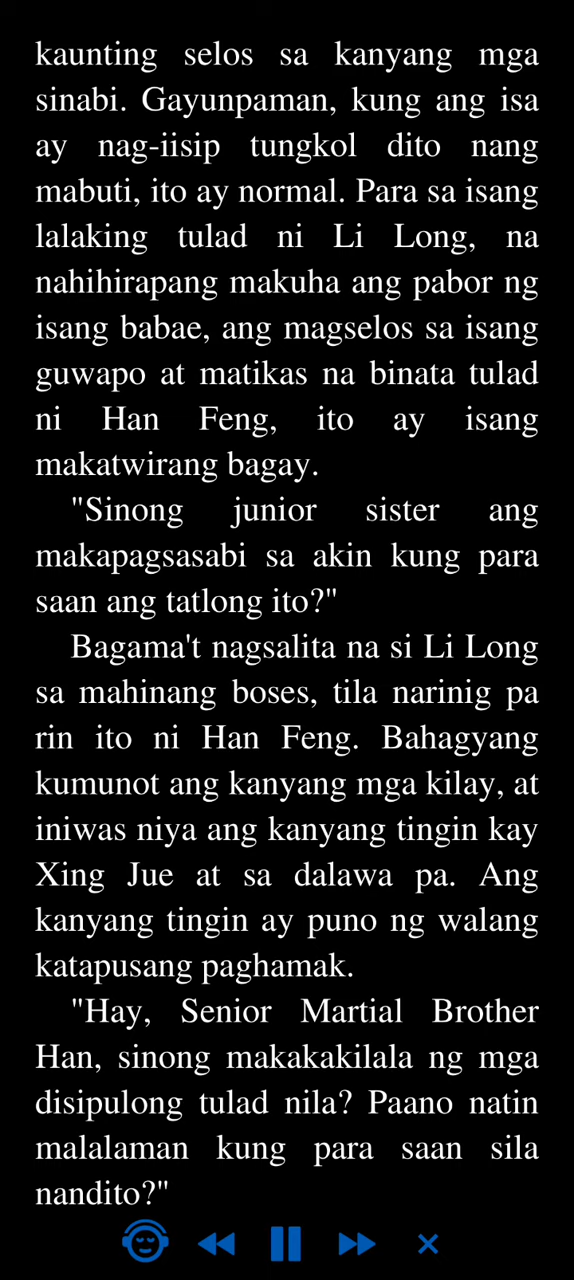 kaunting selos sa kanyang mga
sinabi. Gayunpaman, kung ang isa
ay nag-iisip tungkol dito nang
mabuti, ito ay normal. Para sa isang
lalaking tulad ni Li Long, na
nahihirapang makuha ang pabor ng
isang babae, ang magselos sa isang
guwapo at matikas na binata tulad
ni Han Feng, ito ay isang
makatwirang bagay.
"Sinong junior sister ang
makapagsasabi sa akin kung para
saan ang tatlong ito?"
Bagama't nagsalita na si Li Long
sa mahinang boses, tila narinig pa
rin ito ni Han Feng. Bahagyang
kumunot ang kanyang mga kilay, at
iniwas niya ang kanyang tingin kay
Xing Jue at sa dalawa pa. Ang
kanyang tingin ay puno ng walang
katapusang paghamak.
"Hay, Senior Martial Brother
Han, sinong makakakilala ng mga
disipulong tulad nila? Paano natin
malalaman kung para saan sila
nandito?"